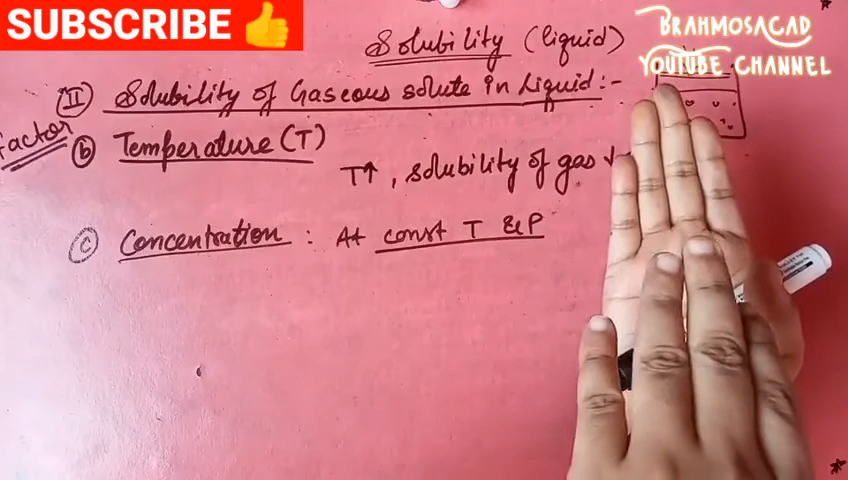 SUBSCRIBE
BRAHMOSACAD
YOUTUBE CHANNEL
Solubility (liquid)
II Solubility of Gaseous solute in Liquid:-
Factor
b Temperature (T)
T↑, solubility of gas ↓
c Concentration : At const T & P